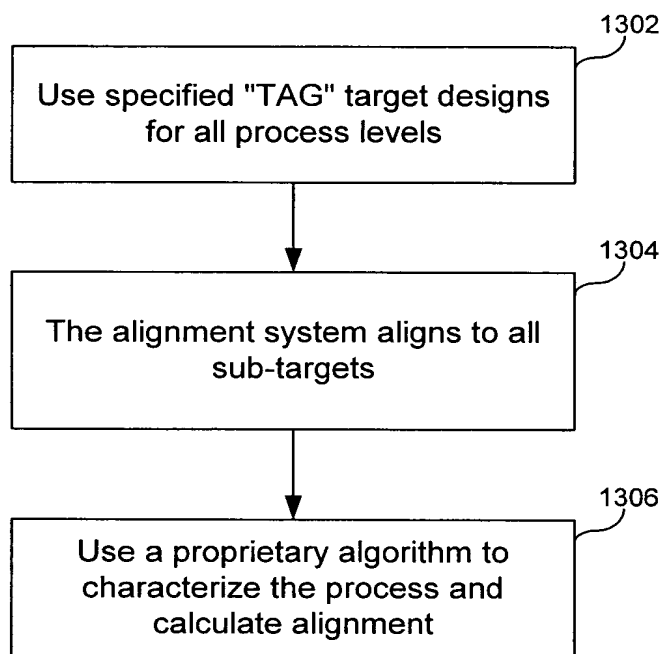 1302
Use specified "TAG" target designs
for all process levels
1304
The alignment system aligns to all
sub-targets
1306
Use a proprietary algorithm to
characterize the process and
calculate alignment